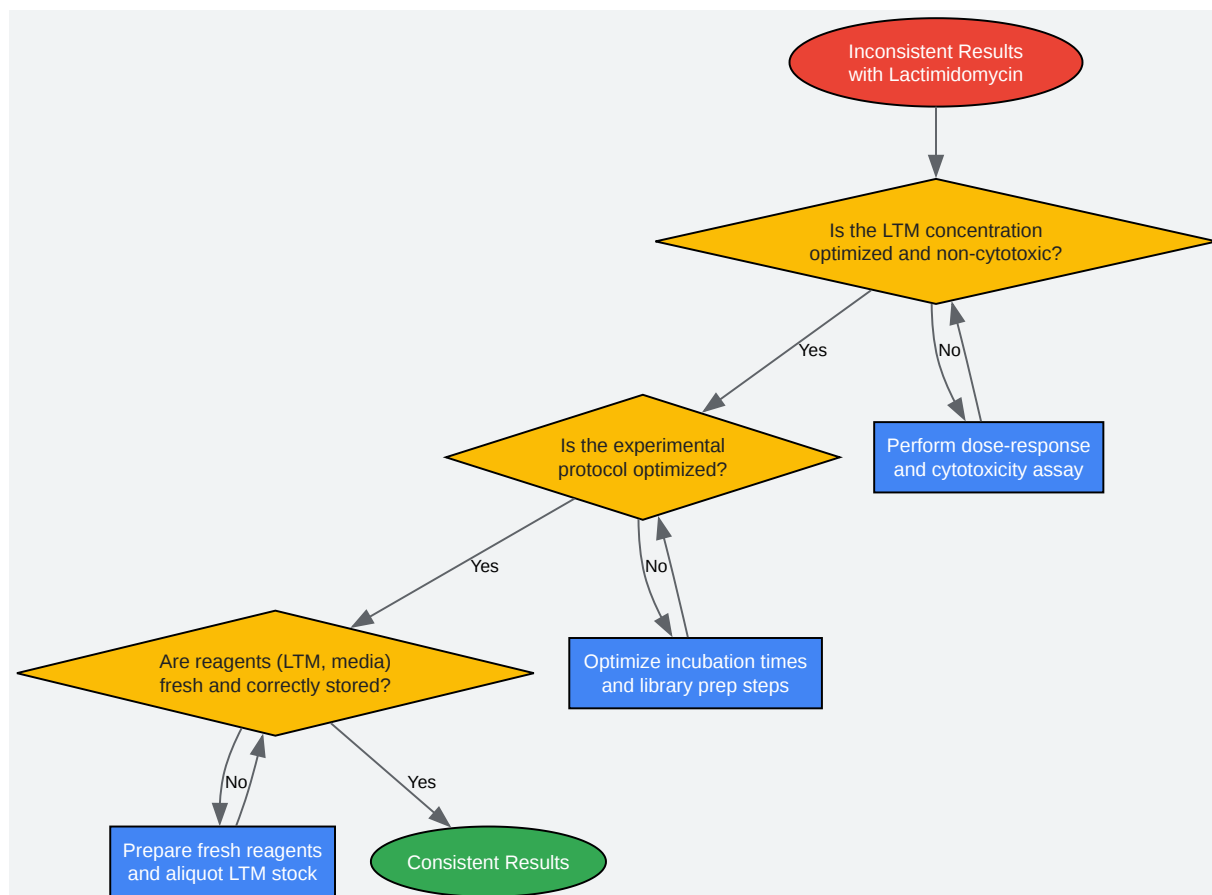 Inconsistent Results
with Lactimidomycin
Is the LTM concentration
optimized and non-cytotoxic?
Yes
No
Is the experimental
protocol optimized?
Perform dose-response
and cytotoxicity assay
Yes
No
Are reagents (LTM, media)
fresh and correctly stored?
Optimize incubation times
and library prep steps
No
Yes
Prepare fresh reagents
and aliquot LTM stock
Consistent Results